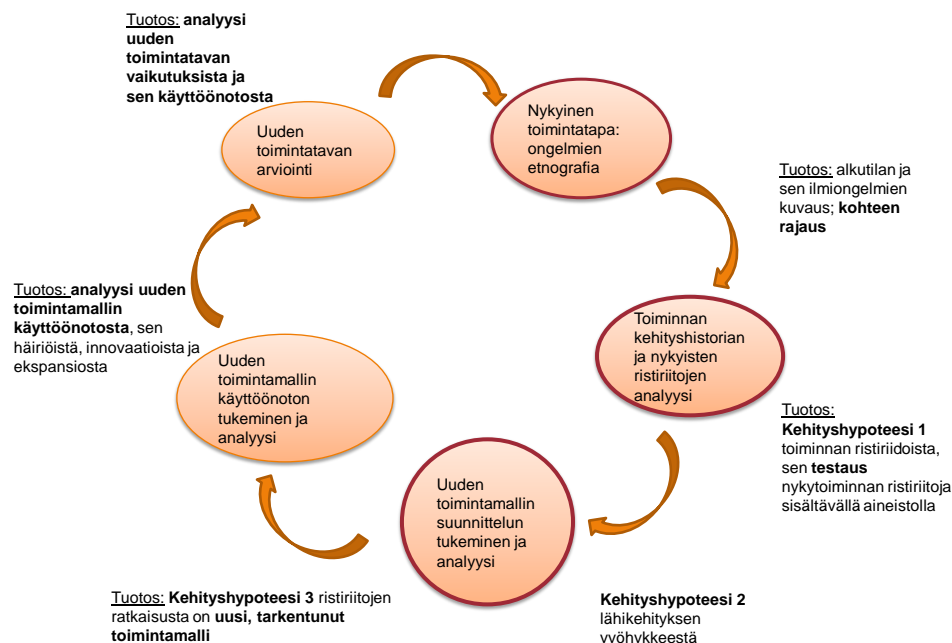 Tuotos: analyysi
uuden
toimintatavan
vaikutuksista ja
sen käyttöönotosta
Uuden
toimintatavan
arviointi
Nykyinen
toimintatapa:
ongelmien
etnografia
Tuotos: alkutilan ja
sen ilmiongelmien
kuvaus; kohteen
rajaus
Toiminnan
kehityshistorian
ja nykyisten
ristiriitojen
analyysi
Tuotos:
Kehityshypoteesi 1
toiminnan ristiriidoista,
sen testaus
nykytoiminnan ristiriitoja
sisältävällä aineistolla
Uuden
toimintamallin
suunnittelun
tukeminen ja
analyysi
Kehityshypoteesi 2
lähikehityksen
vyöhykkeestä
Tuotos: Kehityshypoteesi 3 ristiriitojen
ratkaisusta on uusi, tarkentunut
toimintamalli
Uuden
toimintamallin
käyttöönoton
tukeminen ja
analyysi
Tuotos: analyysi uuden
toimintamallin
käyttöönotosta, sen
häiriöistä, innovaatioista ja
ekspansiosta